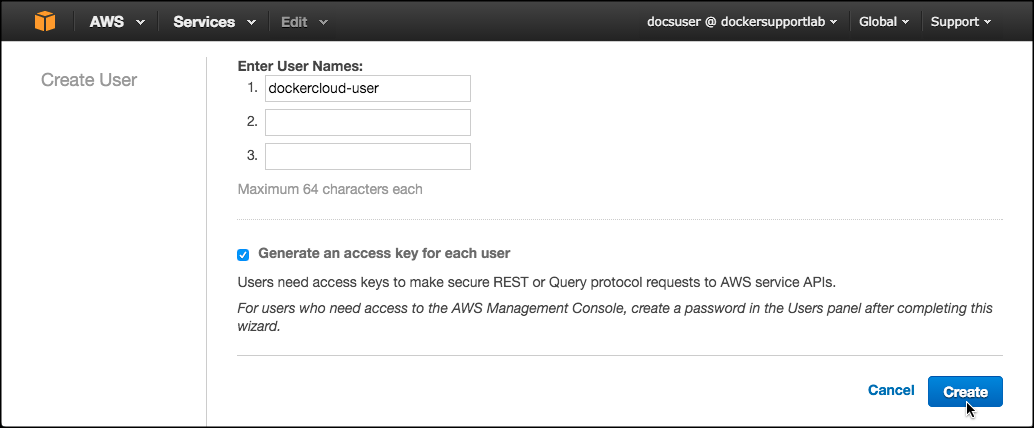 AWS Services Edit docsuser @ dockersupportlab Global Support
Create User
Enter User Names:
1. dockercloud-user
2.
3.
Maximum 64 characters each
Generate an access key for each user
Users need access keys to make secure REST or Query protocol requests to AWS service APIs.
For users who need access to the AWS Management Console, create a password in the Users panel after completing this
wizard.
Cancel Create